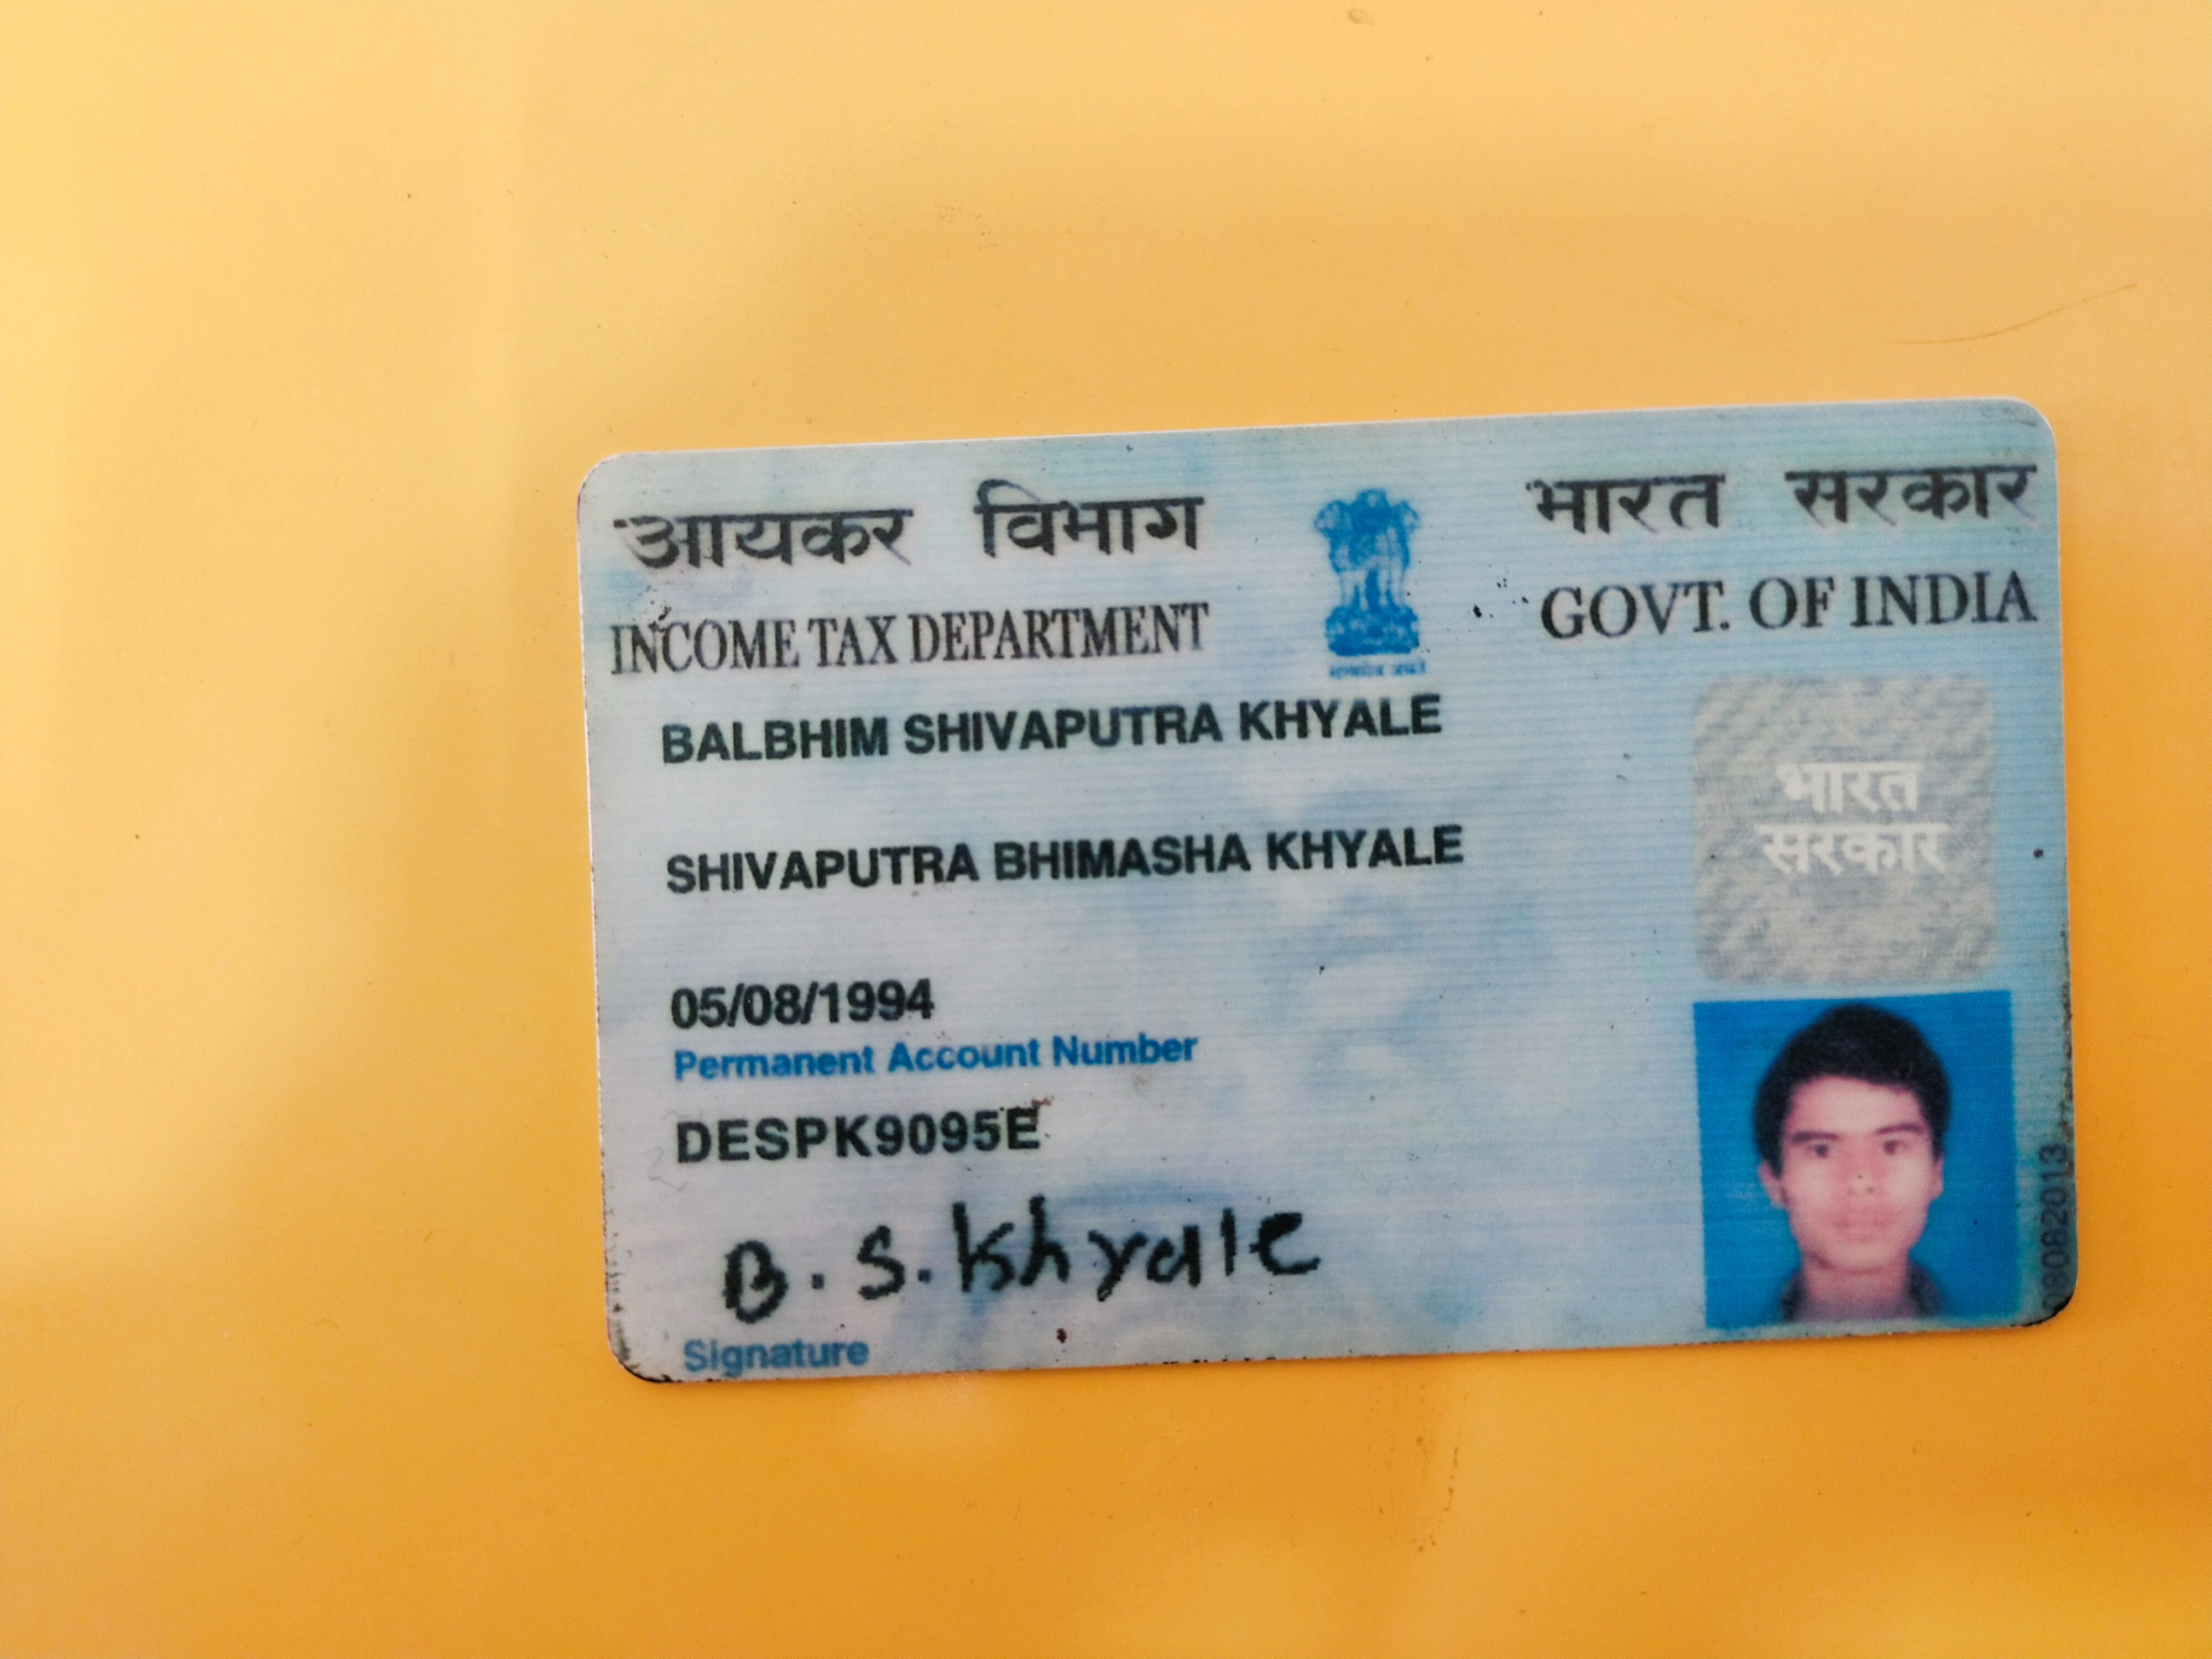 आयकर विभाग
INCOME TAX DEPARTMENT
भारत सरकार
GOVT. OF INDIA
BALBHIM SHIVAPUTRA KHYALE
SHIVAPUTRA BHIMASHA KHYALE
भारत
सरकार
05/08/1994
Permanent Account Number
DESPK9095E
B. S. Khyale
Signature